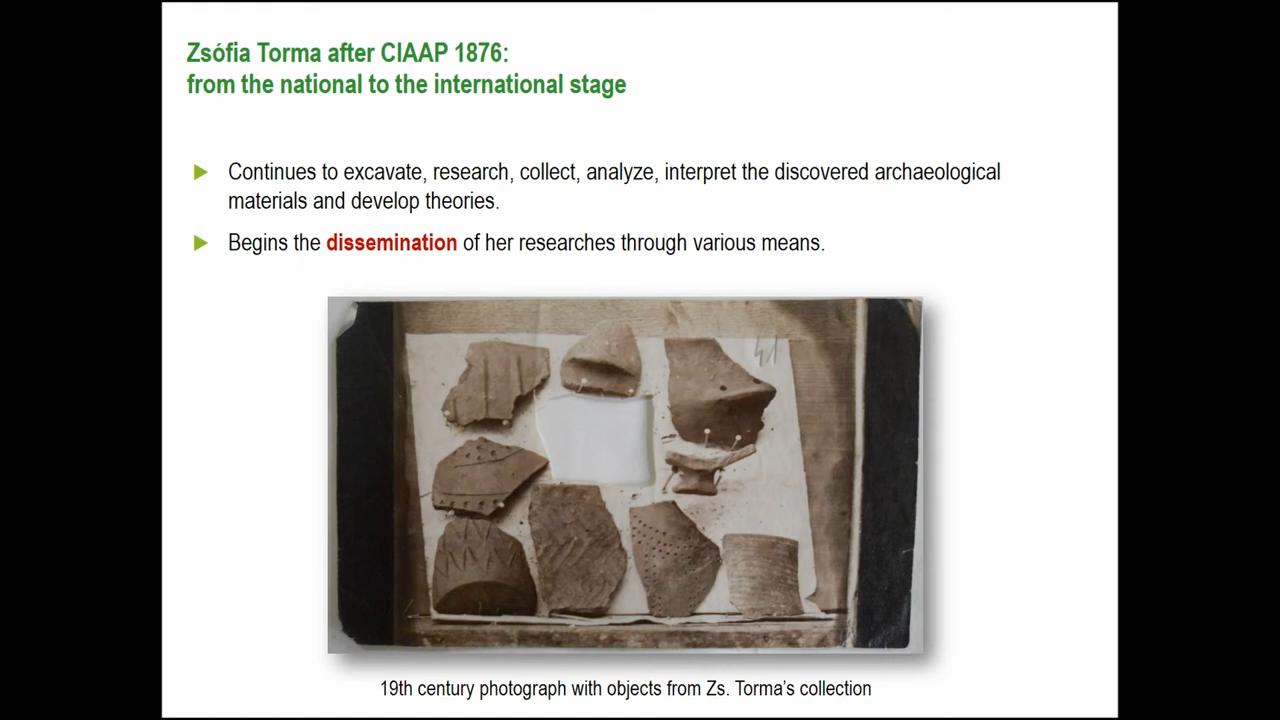 Zsófia Torma after CIAAP 1876:
from the national to the international stage
Continues to excavate, research, collect, analyze, interpret the discovered archaeological
materials and develop theories.
Begins the dissemination of her researches through various means.
19th century photograph with objects from Zs. Torma's collection